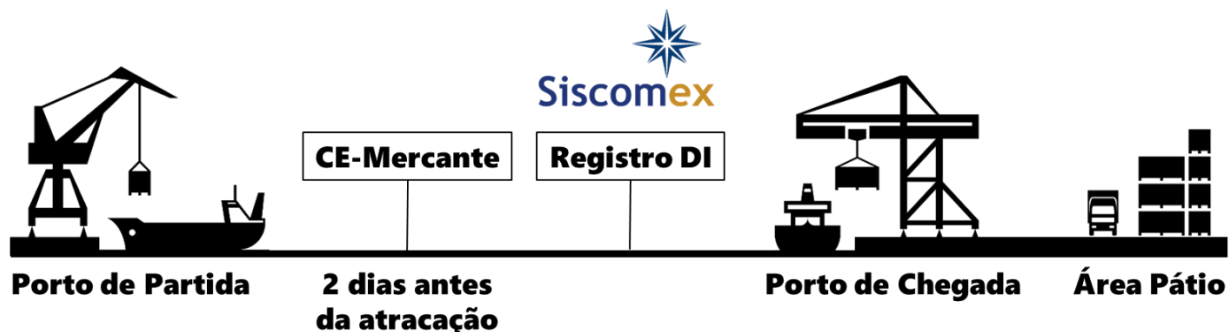 Siscomex
CE-Mercante
Registro DI
Porto de Partida
2 dias antes
da atracação
Porto de Chegada
Área Pátio